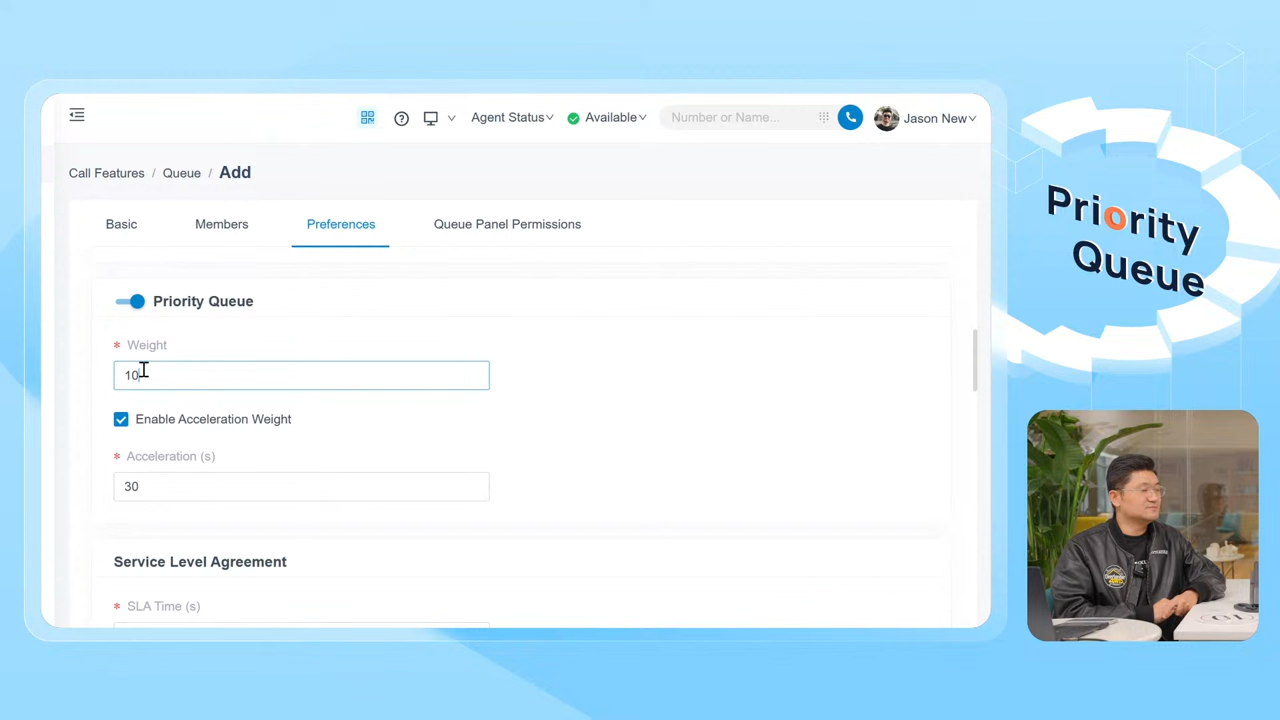 Agent Status
Available
Number or Name...
Jason New
Call Features / Queue / Add
Basic
Members
Preferences
Queue Panel Permissions
Priority Queue
* Weight
10
Enable Acceleration Weight
* Acceleration (s)
30
Service Level Agreement
* SLA Time (s)
Priority
Queue